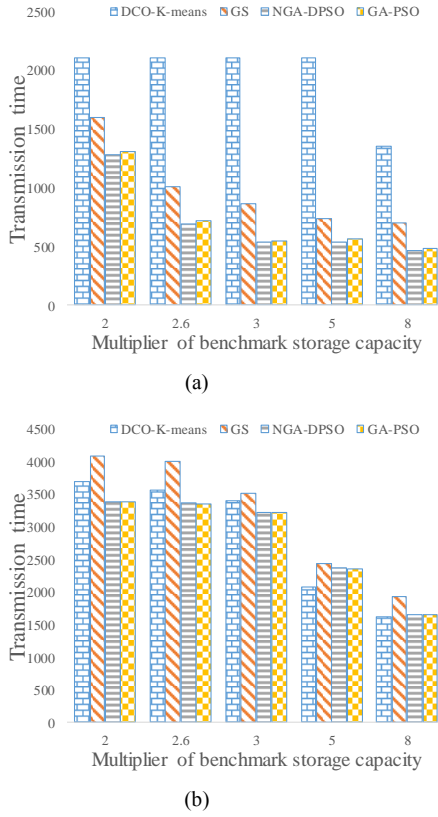 2500
DCO-K-means GS NGA-DPSO GA-PSO
2000
1500
1000
500
0
Transmission time
2 2.6 3 5 8
Multiplier of benchmark storage capacity
(a)
4500
DCO-K-means GS NGA-DPSO GA-PSO
4000
3500
3000
2500
2000
1500
1000
500
0
Transmission time
2 2.6 3 5 8
Multiplier of benchmark storage capacity
(b)